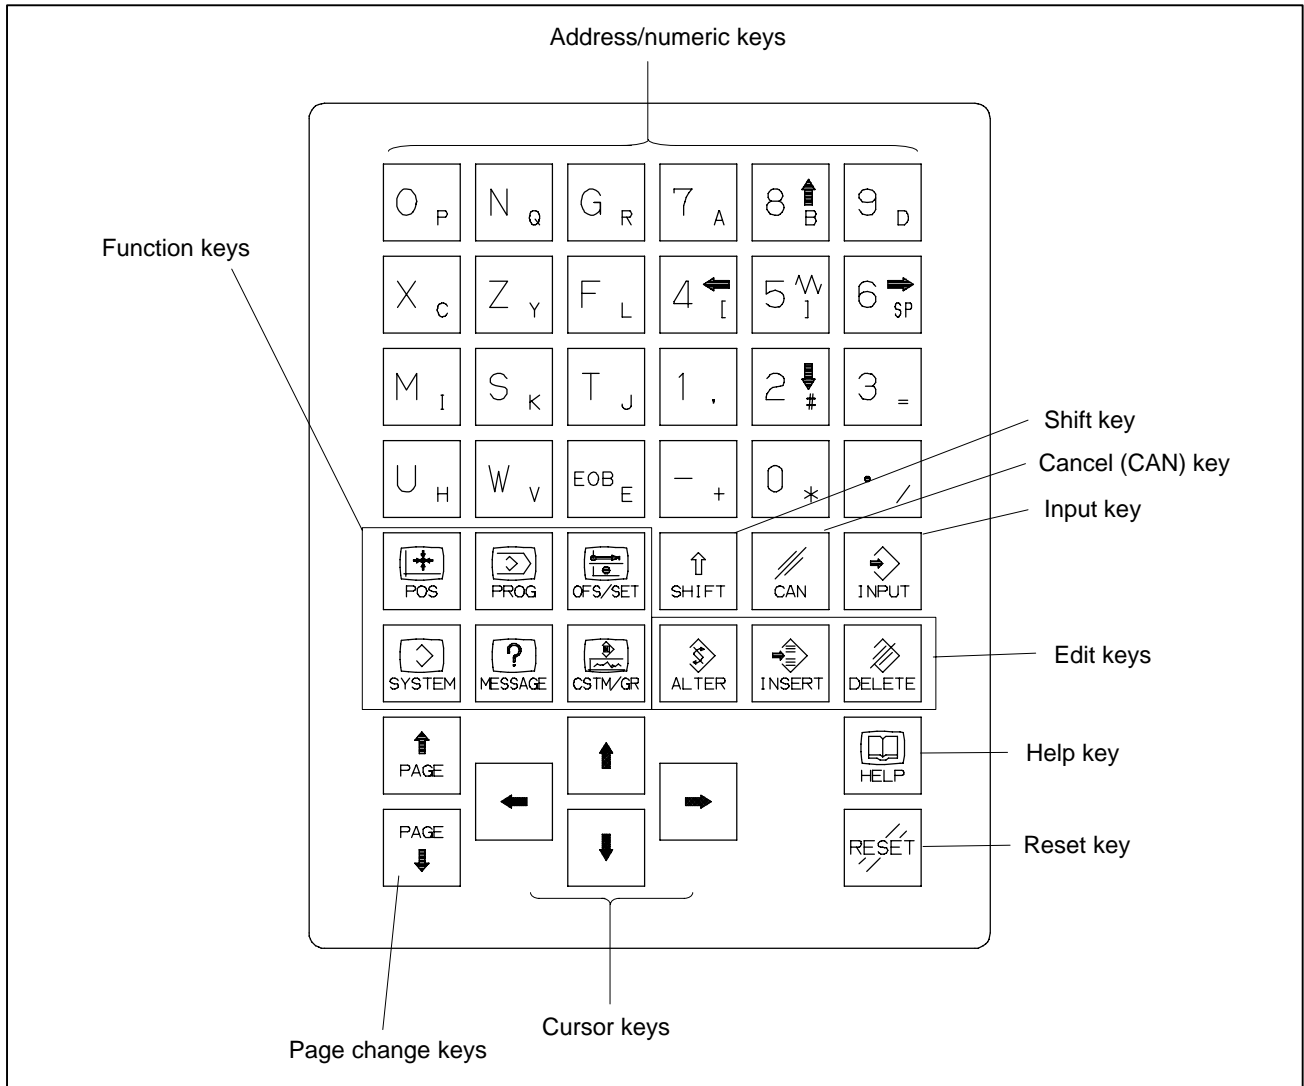 Address/numeric keys
O P N Q G R 7 A 8 B 9 D
Function keys
X C Z Y F L 4 [ 5 ] 6 SP
M I S K T J 1 , 2 # 3 =
Shift key
Cancel (CAN) key
U H W V EOB E - + 0 * . /
Input key
POS PROG OFS/SET SHIFT CAN INPUT
Edit keys
SYSTEM ? MESSAGE CSTM/GR ALTER INSERT DELETE
PAGE HELP
Help key
PAGE RESET
Reset key
Cursor keys
Page change keys